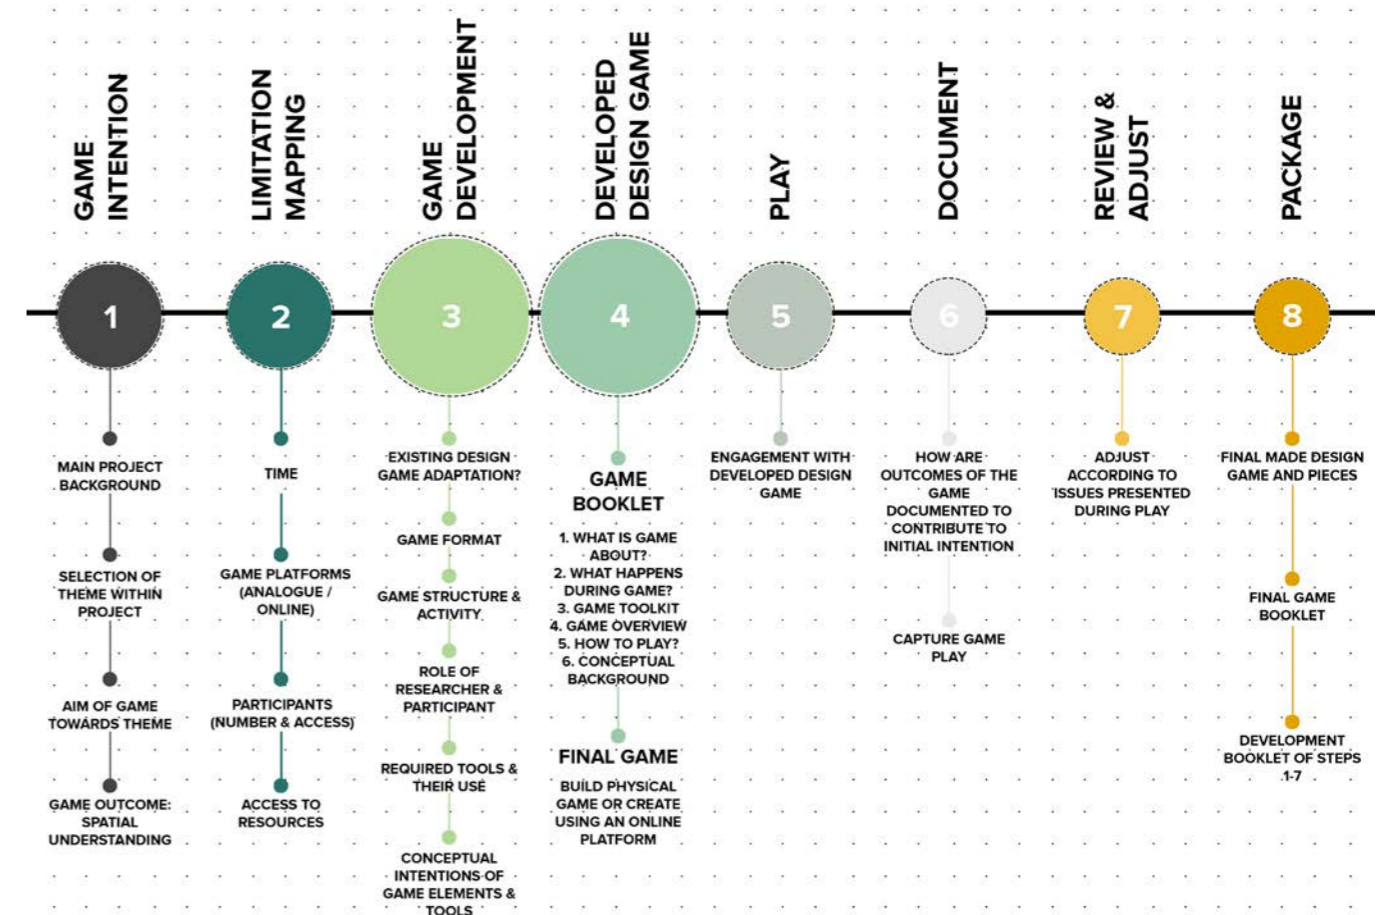 GAME
INTENTION
LIMITATION
MAPPING
GAME
DEVELOPMENT
DEVELOPED
DESIGN GAME
PLAY
DOCUMENT
REVIEW &
ADJUST
PACKAGE
1
2
3
4
5
6
7
8
MAIN PROJECT
BACKGROUND
SELECTION OF
THEME WITHIN
PROJECT
AIM OF GAME
TOWARDS THEME
GAME OUTCOME:
SPATIAL
UNDERSTANDING
TIME
GAME PLATFORMS
(ANALOGUE /
ONLINE)
PARTICIPANTS
(NUMBER & ACCESS)
ACCESS TO
RESOURCES
EXISTING DESIGN
GAME ADAPTATION?
GAME FORMAT
GAME STRUCTURE &
ACTIVITY
ROLE OF
RESEARCHER &
PARTICIPANT
REQUIRED TOOLS &
THEIR USE
CONCEPTUAL
INTENTIONS OF
GAME ELEMENTS &
TOOLS
GAME
BOOKLET
1. WHAT IS GAME
ABOUT?
2. WHAT HAPPENS
DURING GAME?
3. GAME TOOLKIT
4. GAME OVERVIEW
5. HOW TO PLAY?
6. CONCEPTUAL
BACKGROUND
FINAL GAME
BUILD PHYSICAL
GAME OR CREATE
USING AN ONLINE
PLATFORM
ENGAGEMENT WITH
DEVELOPED DESIGN
GAME
HOW ARE
OUTCOMES OF THE
GAME
DOCUMENTED TO
CONTRIBUTE TO
INITIAL INTENTION
CAPTURE GAME
PLAY
ADJUST
ACCORDING TO
ISSUES PRESENTED
DURING PLAY
FINAL MADE DESIGN
GAME AND PIECES
FINAL GAME
BOOKLET
DEVELOPMENT
BOOKLET OF STEPS
1-7